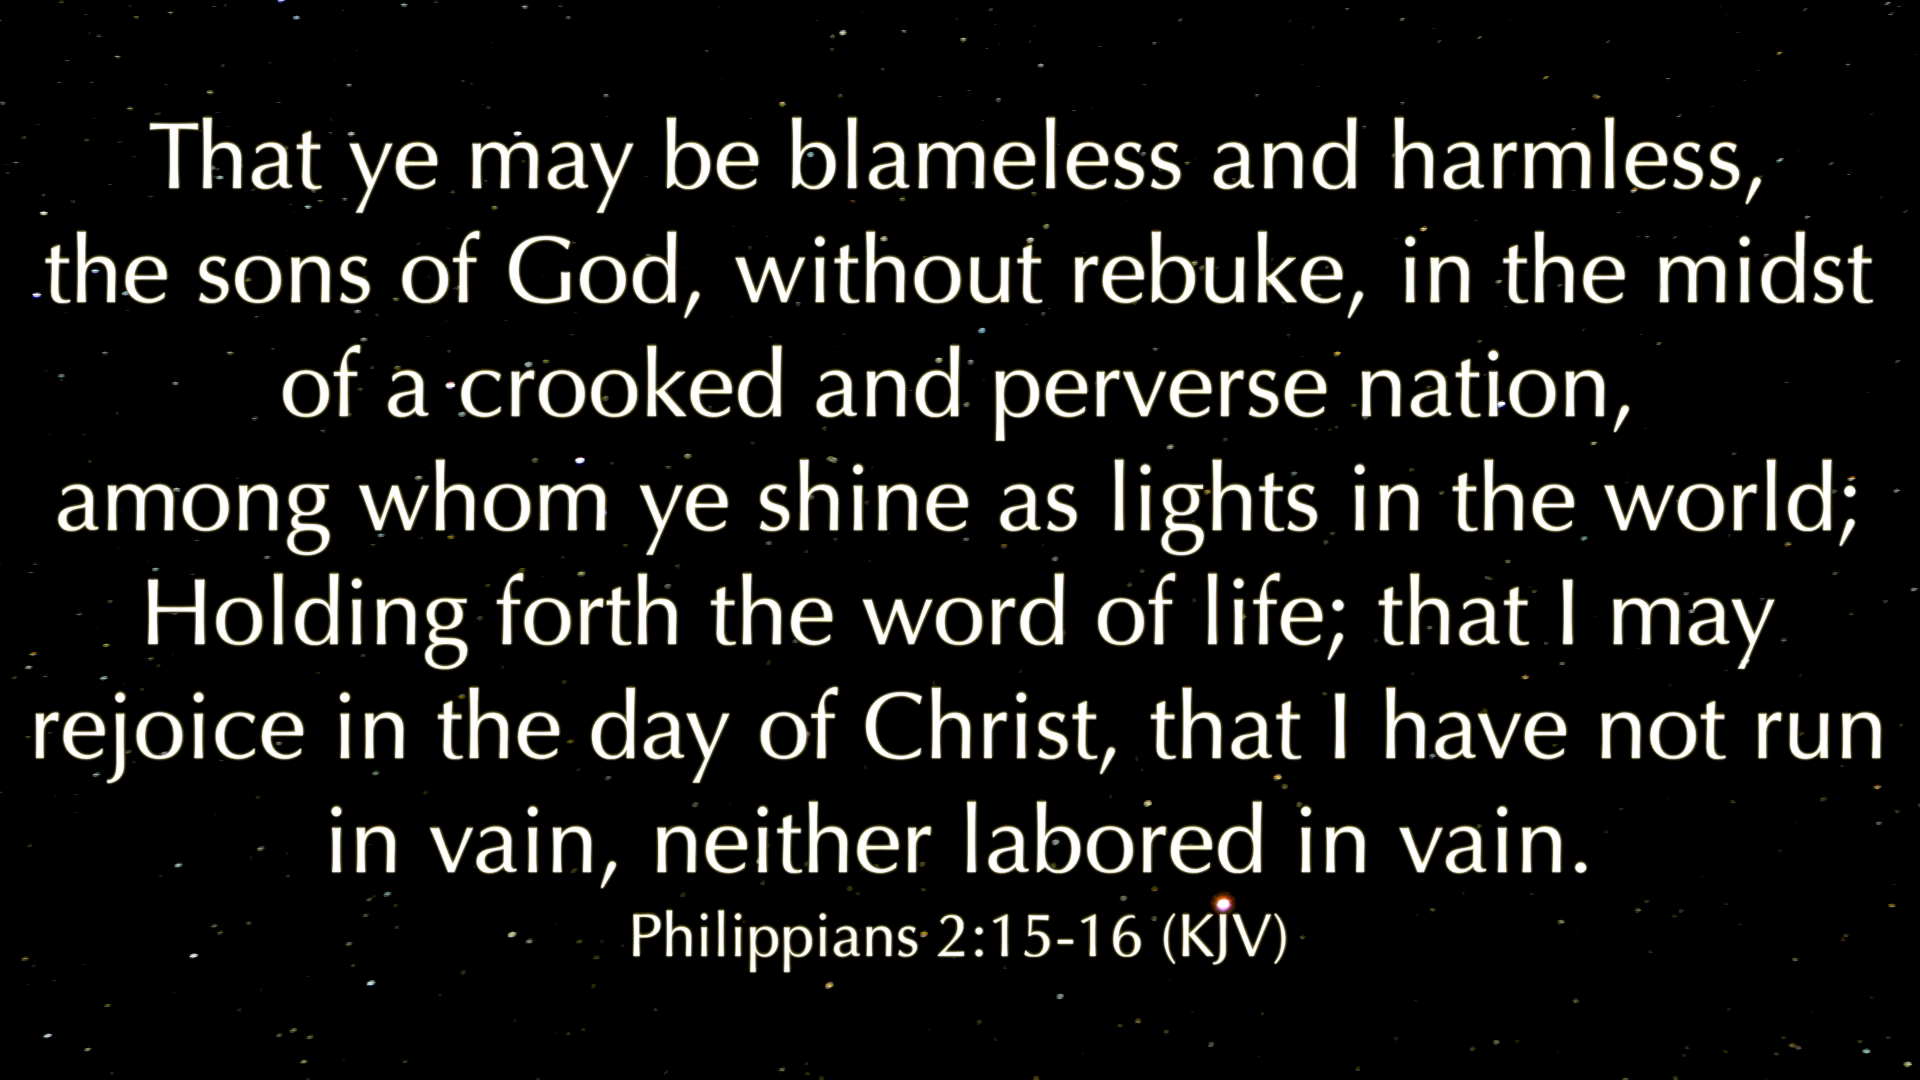 That ye may be blameless and harmless,
the sons of God, without rebuke, in the midst
of a crooked and perverse nation,
among whom ye shine as lights in the world;
Holding forth the word of life; that I may
rejoice in the day of Christ, that I have not run
in vain, neither labored in vain.
Philippians 2:15-16 (KJV)